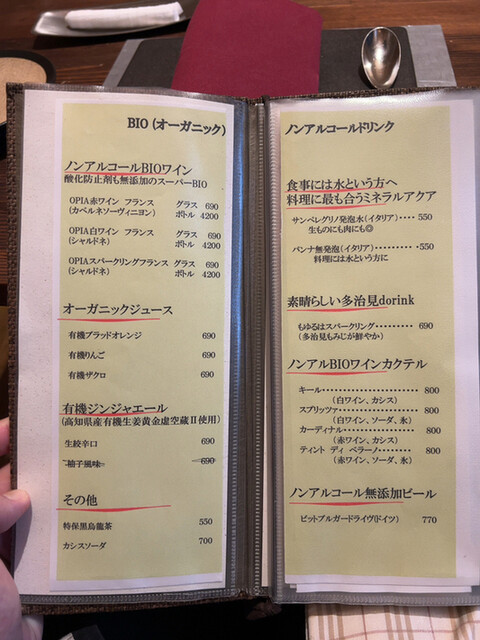 BIO (オーガニック)
ノンアルコールBIOワイン
酸化防止剤も無添加のスーパーBIO
OPIA赤ワイン フランス グラス 690
(カベルネソーヴィニヨン) ボトル 4200
OPIA白ワイン フランス グラス 690
(シャルドネ) ボトル 4200
OPIAスパークリングフランス グラス 690
(シャルドネ) ボトル 4200
オーガニックジュース
有機ブラッドオレンジ 690
有機りんご 690
有機ザクロ 690
有機ジンジャエール
(高知県産有機生姜黄金虚空蔵Ⅱ使用)
生絞辛口 690
柚子風味 690
その他
特保黒烏龍茶 550
カシスソーダ 700
ノンアルコールドリンク
食事には水という方へ
料理に最も合うミネラルアクア
サンペレグリノ発泡水(イタリア)‥‥550
生ものにも肉にも◎
パンナ無発泡(イタリア)‥‥‥‥550
料理には水という方に
素晴らしい多治見dorink
もゆるはスパークリング‥‥‥690
(多治見もみじが鮮やか)
ノンアルBIOワインカクテル
キール‥‥‥‥‥‥‥‥800
(白ワイン、カシス)
スプリッツァ‥‥‥‥‥‥800
(白ワイン、ソーダ、氷)
カーディナル‥‥‥‥‥‥800
(赤ワイン、カシス)
ティント ディ ベラーノ‥‥‥800
(赤ワイン、ソーダ、氷)
ノンアルコール無添加ビール
ビットブルガードライヴ(ドイツ) 770